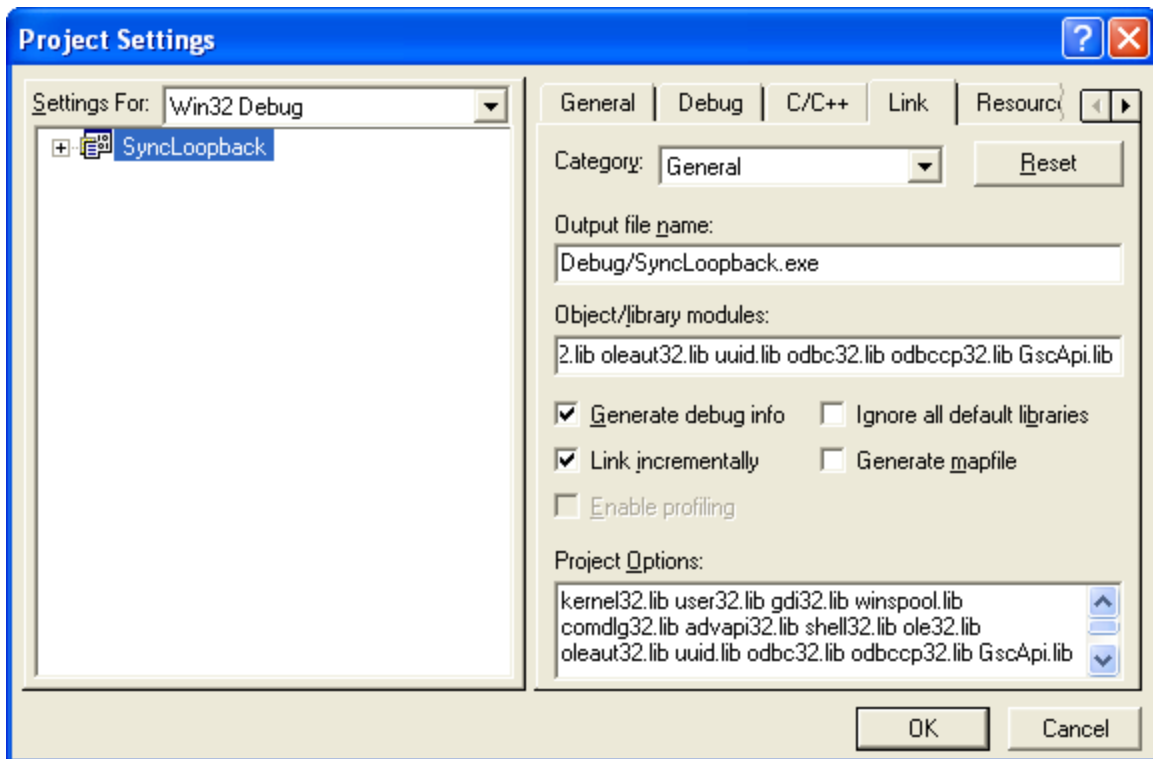 Project Settings
Settings For: Win32 Debug
SyncLoopback
General Debug C/C++ Link Resourc
Category: General Reset
Output file name:
Debug/SyncLoopback.exe
Object/library modules:
2.lib oleaut32.lib uuid.lib odbc32.lib odbccp32.lib GscApi.lib
Generate debug info Ignore all default libraries
Link incrementally Generate mapfile
Enable profiling
Project Options:
kernel32.lib user32.lib gdi32.lib winspool.lib
comdlg32.lib advapi32.lib shell32.lib ole32.lib
oleaut32.lib uuid.lib odbc32.lib odbccp32.lib GscApi.lib
OK Cancel